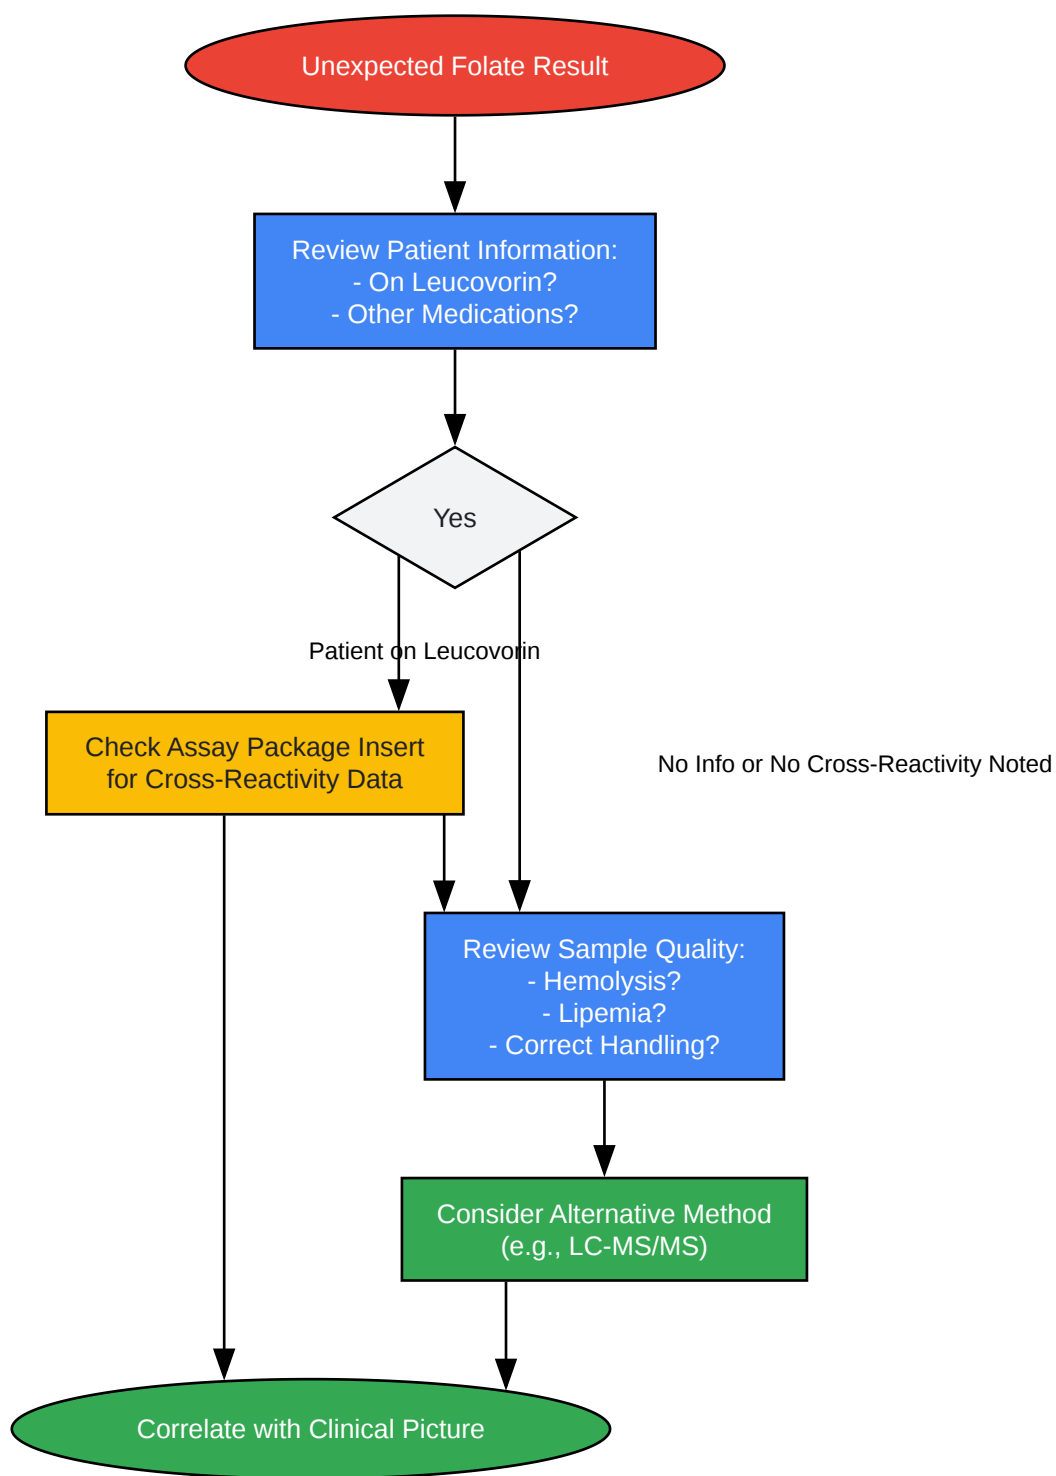 Unexpected Folate Result
Review Patient Information:
- On Leucovorin?
- Other Medications?
Yes
Patient on Leucovorin
Check Assay Package Insert
for Cross-Reactivity Data
No Info or No Cross-Reactivity Noted
Review Sample Quality:
- Hemolysis?
- Lipemia?
- Correct Handling?
Consider Alternative Method
(e.g., LC-MS/MS)
Correlate with Clinical Picture